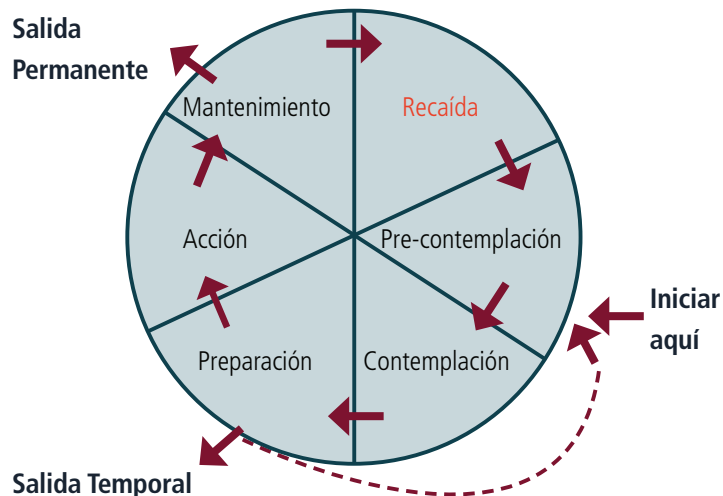 Salida
Permanente
Mantenimiento
Recaída
Acción
Pre-contemplación
Iniciar
aquí
Preparación
Contemplación
Salida Temporal